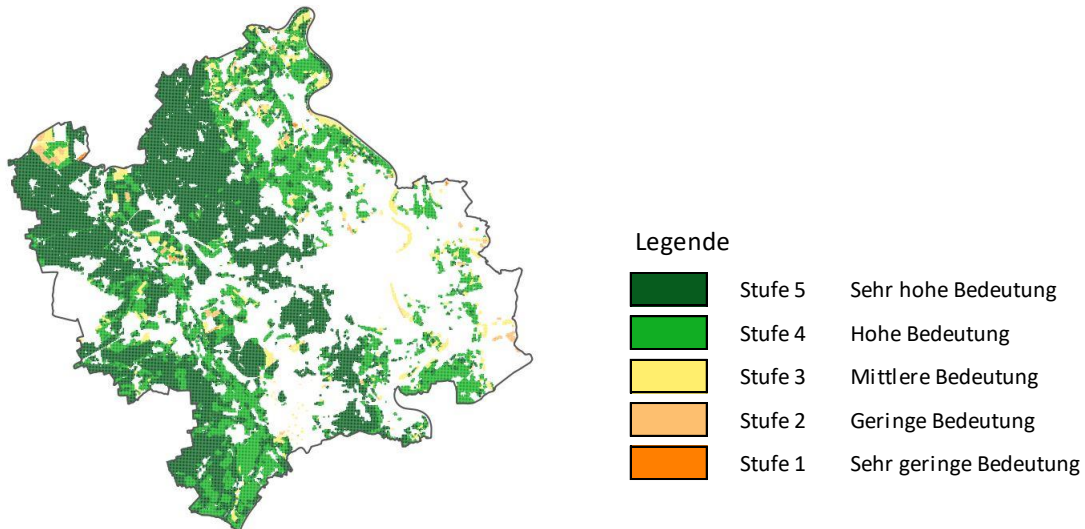 Legende
Stufe 5 Sehr hohe Bedeutung
Stufe 4 Hohe Bedeutung
Stufe 3 Mittlere Bedeutung
Stufe 2 Geringe Bedeutung
Stufe 1 Sehr geringe Bedeutung